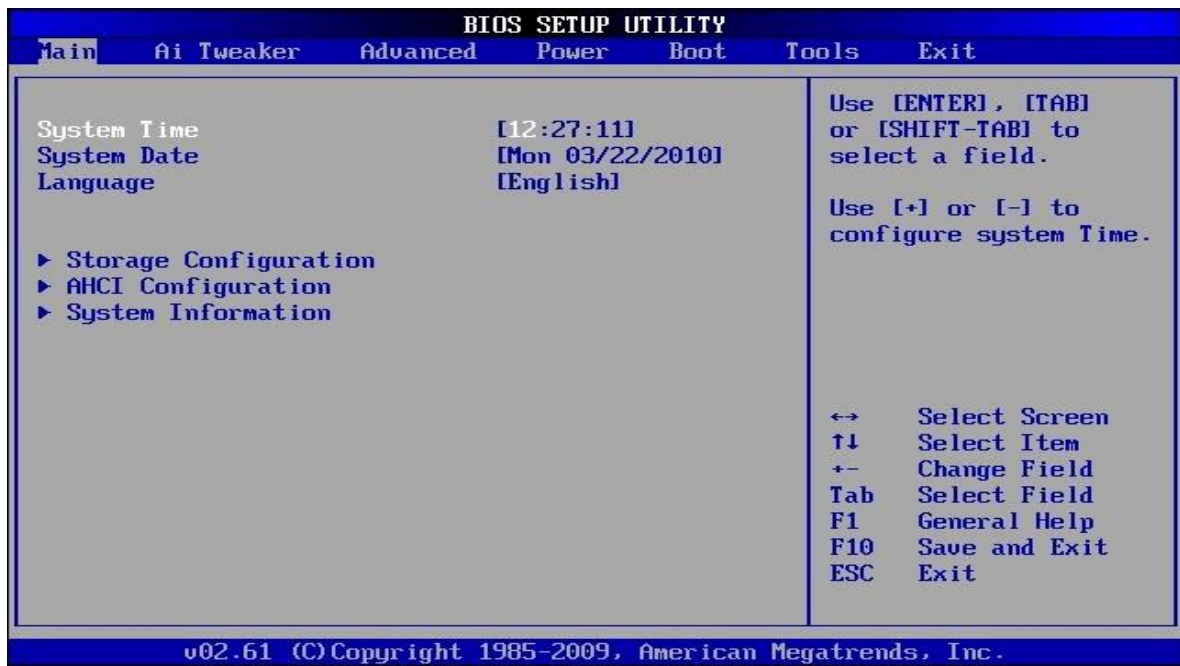 BIOS SETUP UTILITY
Main Ai Tweaker Advanced Power Boot Tools Exit
System Time [12:27:11]
System Date [Mon 03/22/2010]
Language [English]
▶ Storage Configuration
▶ AHCI Configuration
▶ System Information
Use [ENTER], [TAB]
or [SHIFT-TAB] to
select a field.
Use [+] or [-] to
configure system Time.
←→ Select Screen
↑↓ Select Item
+- Change Field
Tab Select Field
F1 General Help
F10 Save and Exit
ESC Exit
v02.61 (C)Copyright 1985-2009, American Megatrends, Inc.